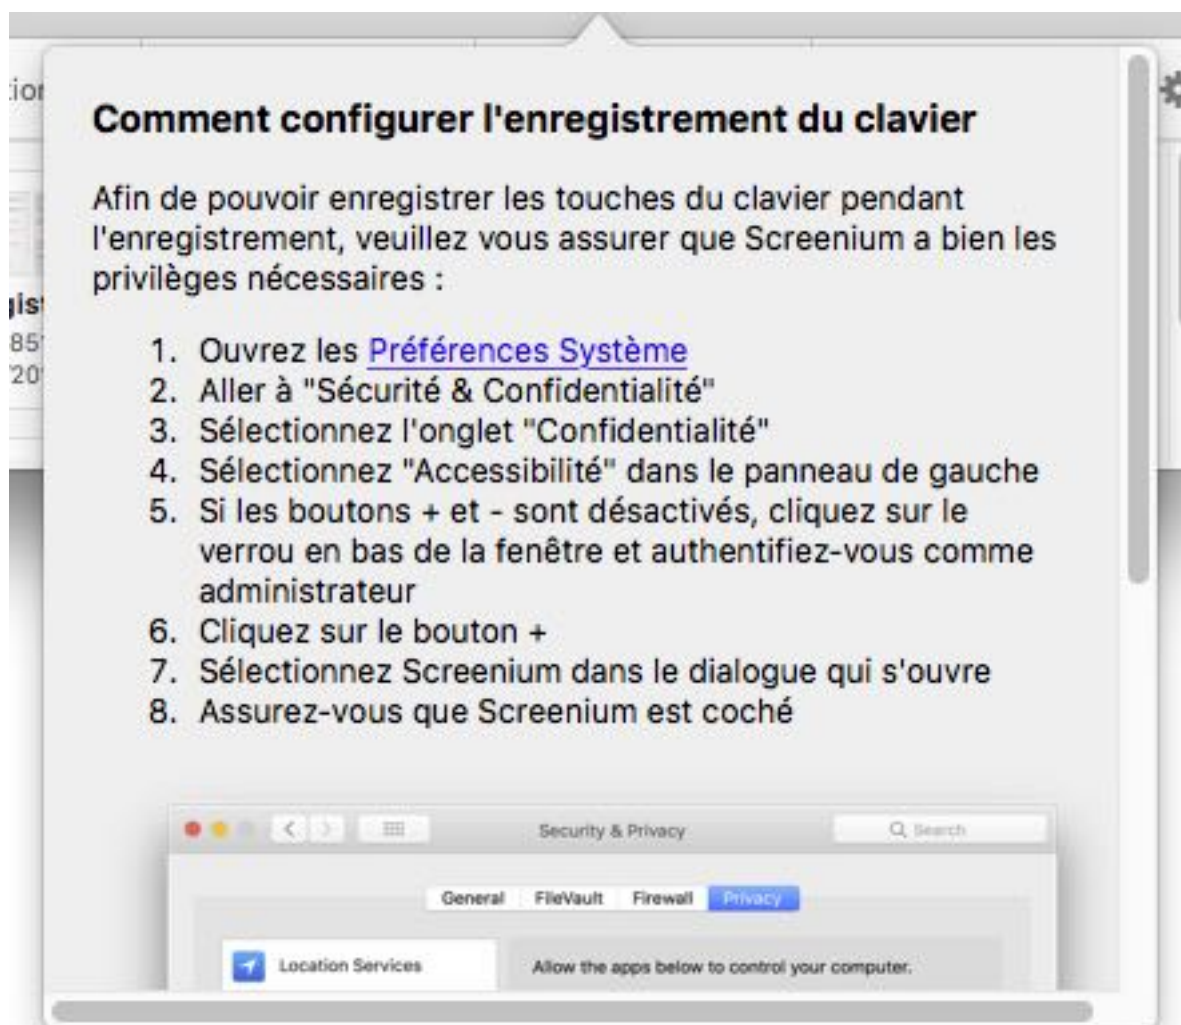 Comment configurer l'enregistrement du clavier
Afin de pouvoir enregistrer les touches du clavier pendant
l'enregistrement, veuillez vous assurer que Screenium a bien les
privilèges nécessaires :
1. Ouvrez les Préférences Système
2. Aller à "Sécurité & Confidentialité"
3. Sélectionnez l'onglet "Confidentialité"
4. Sélectionnez "Accessibilité" dans le panneau de gauche
5. Si les boutons + et - sont désactivés, cliquez sur le
verrou en bas de la fenêtre et authentifiez-vous comme
administrateur
6. Cliquez sur le bouton +
7. Sélectionnez Screenium dans le dialogue qui s'ouvre
8. Assurez-vous que Screenium est coché
Security & Privacy
Search
General FileVault Firewall Privacy
Location Services
Allow the apps below to control your computer.